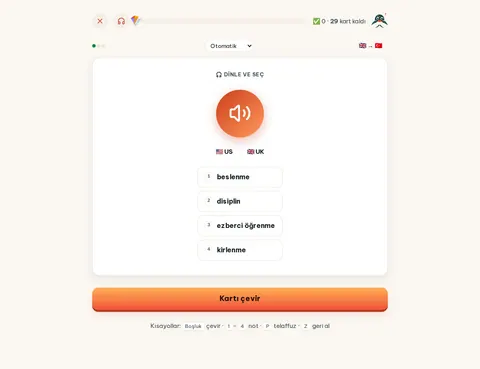 ✅ 0 · 29 kart kaldı
Otomatik
🇬🇧 → 🇹🇷
🎧 DİNLE VE SEÇ
🇺🇸 US 🇬🇧 UK
1 beslenme
2 disiplin
3 ezberci öğrenme
4 kirlenme
Kartı çevir
Kısayollar: Boşluk çevir · 1 – 4 not · P telaffuz · Z geri al